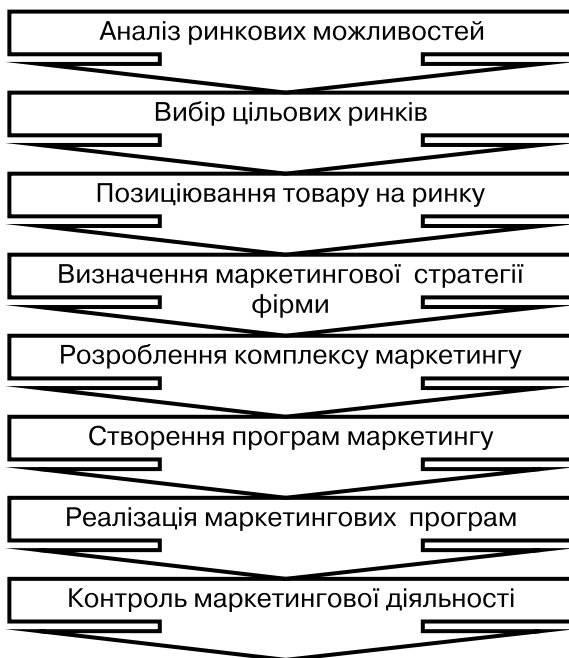 Аналіз ринкових можливостей
Вибір цільових ринків
Позиціювання товару на ринку
Визначення маркетингової стратегії
фірми
Розроблення комплексу маркетингу
Створення програм маркетингу
Реалізація маркетингових програм
Контроль маркетингової діяльності